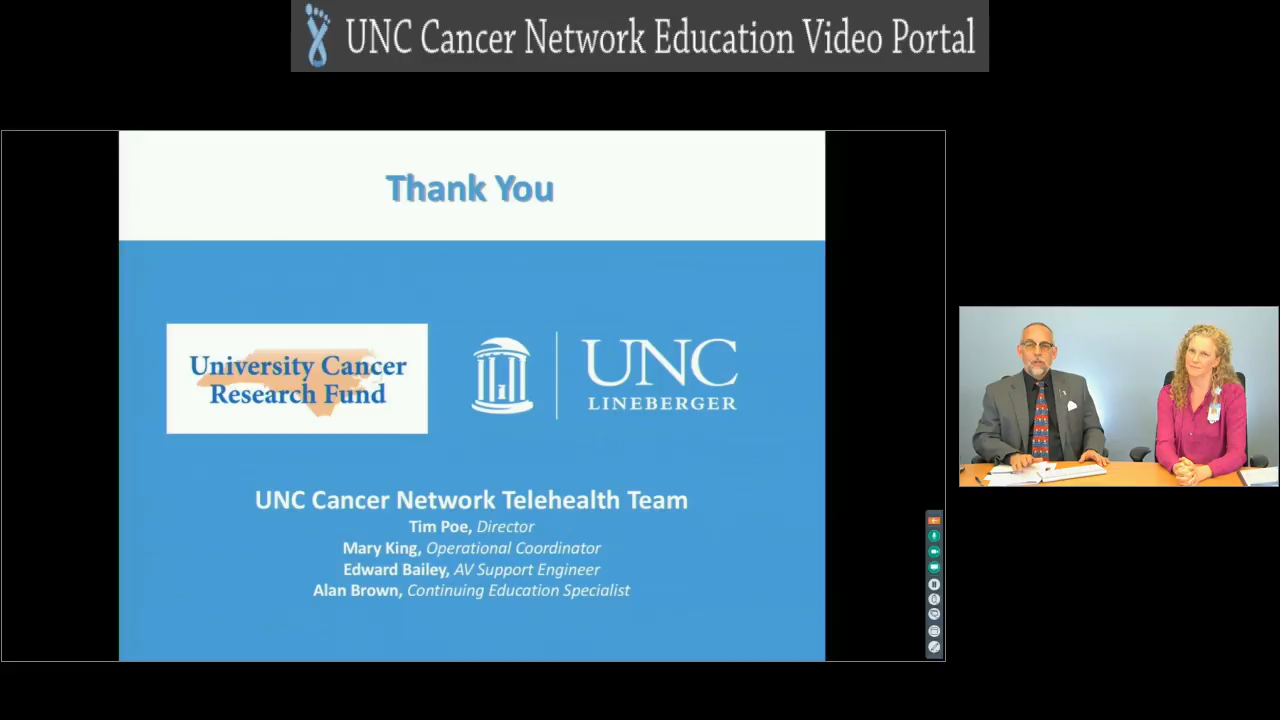 UNC Cancer Network Education Video Portal
Thank You
University Cancer
Research Fund
UNC
LINEBERGER
UNC Cancer Network Telehealth Team
Tim Poe, Director
Mary King, Operational Coordinator
Edward Bailey, AV Support Engineer
Alan Brown, Continuing Education Specialist